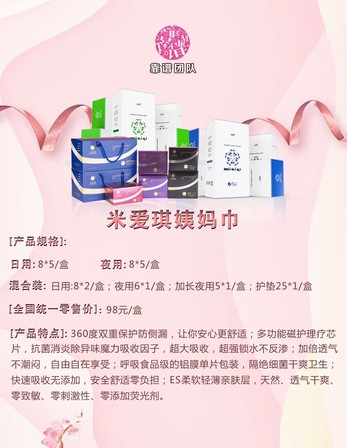 靠谱团队
米爱琪姨妈巾
[产品规格]:
日用: 8*5/盒 夜用: 8*5/盒
混合装: 日用: 8*2/盒；夜用6*1/盒；加长夜用5*1/盒；护垫25*1/盒
[全国统一零售价]: 98元/盒
[产品特点]: 360度双重保护防侧漏，让你安心更舒适；多功能磁护理疗芯
片，抗菌消炎除异味魔力吸收因子，超大吸收，超强锁水不反渗；加倍透气
不潮闷，自由自在享受；呼吸食品级的铝膜单片包装，隔绝细菌干爽卫生；
快速吸收无添加，安全舒适零负担；ES柔软轻薄亲肤层，天然、透气干爽、
零致敏、零刺激性、零添加荧光剂。